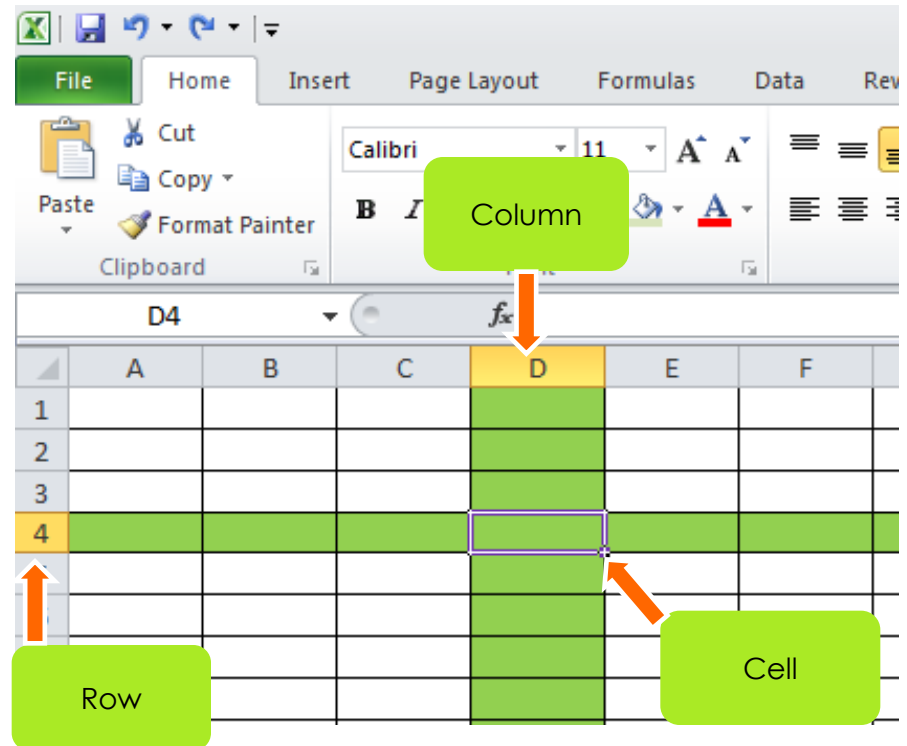 File Home Insert Page Layout Formulas Data
Cut
Calibri 11 A A
Copy
Paste
B I Column A
Format Painter
Clipboard
D4 fx
A B C D E F
1
2
3
4
Cell
Row